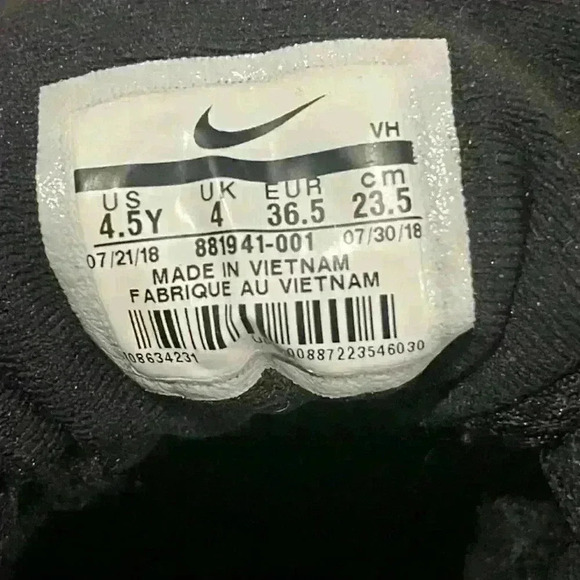 VH
US UK EUR cm
4.5Y 4 36.5 23.5
07/21/18 881941-001 07/30/18
MADE IN VIETNAM
FABRIQUE AU VIETNAM
00887223546030